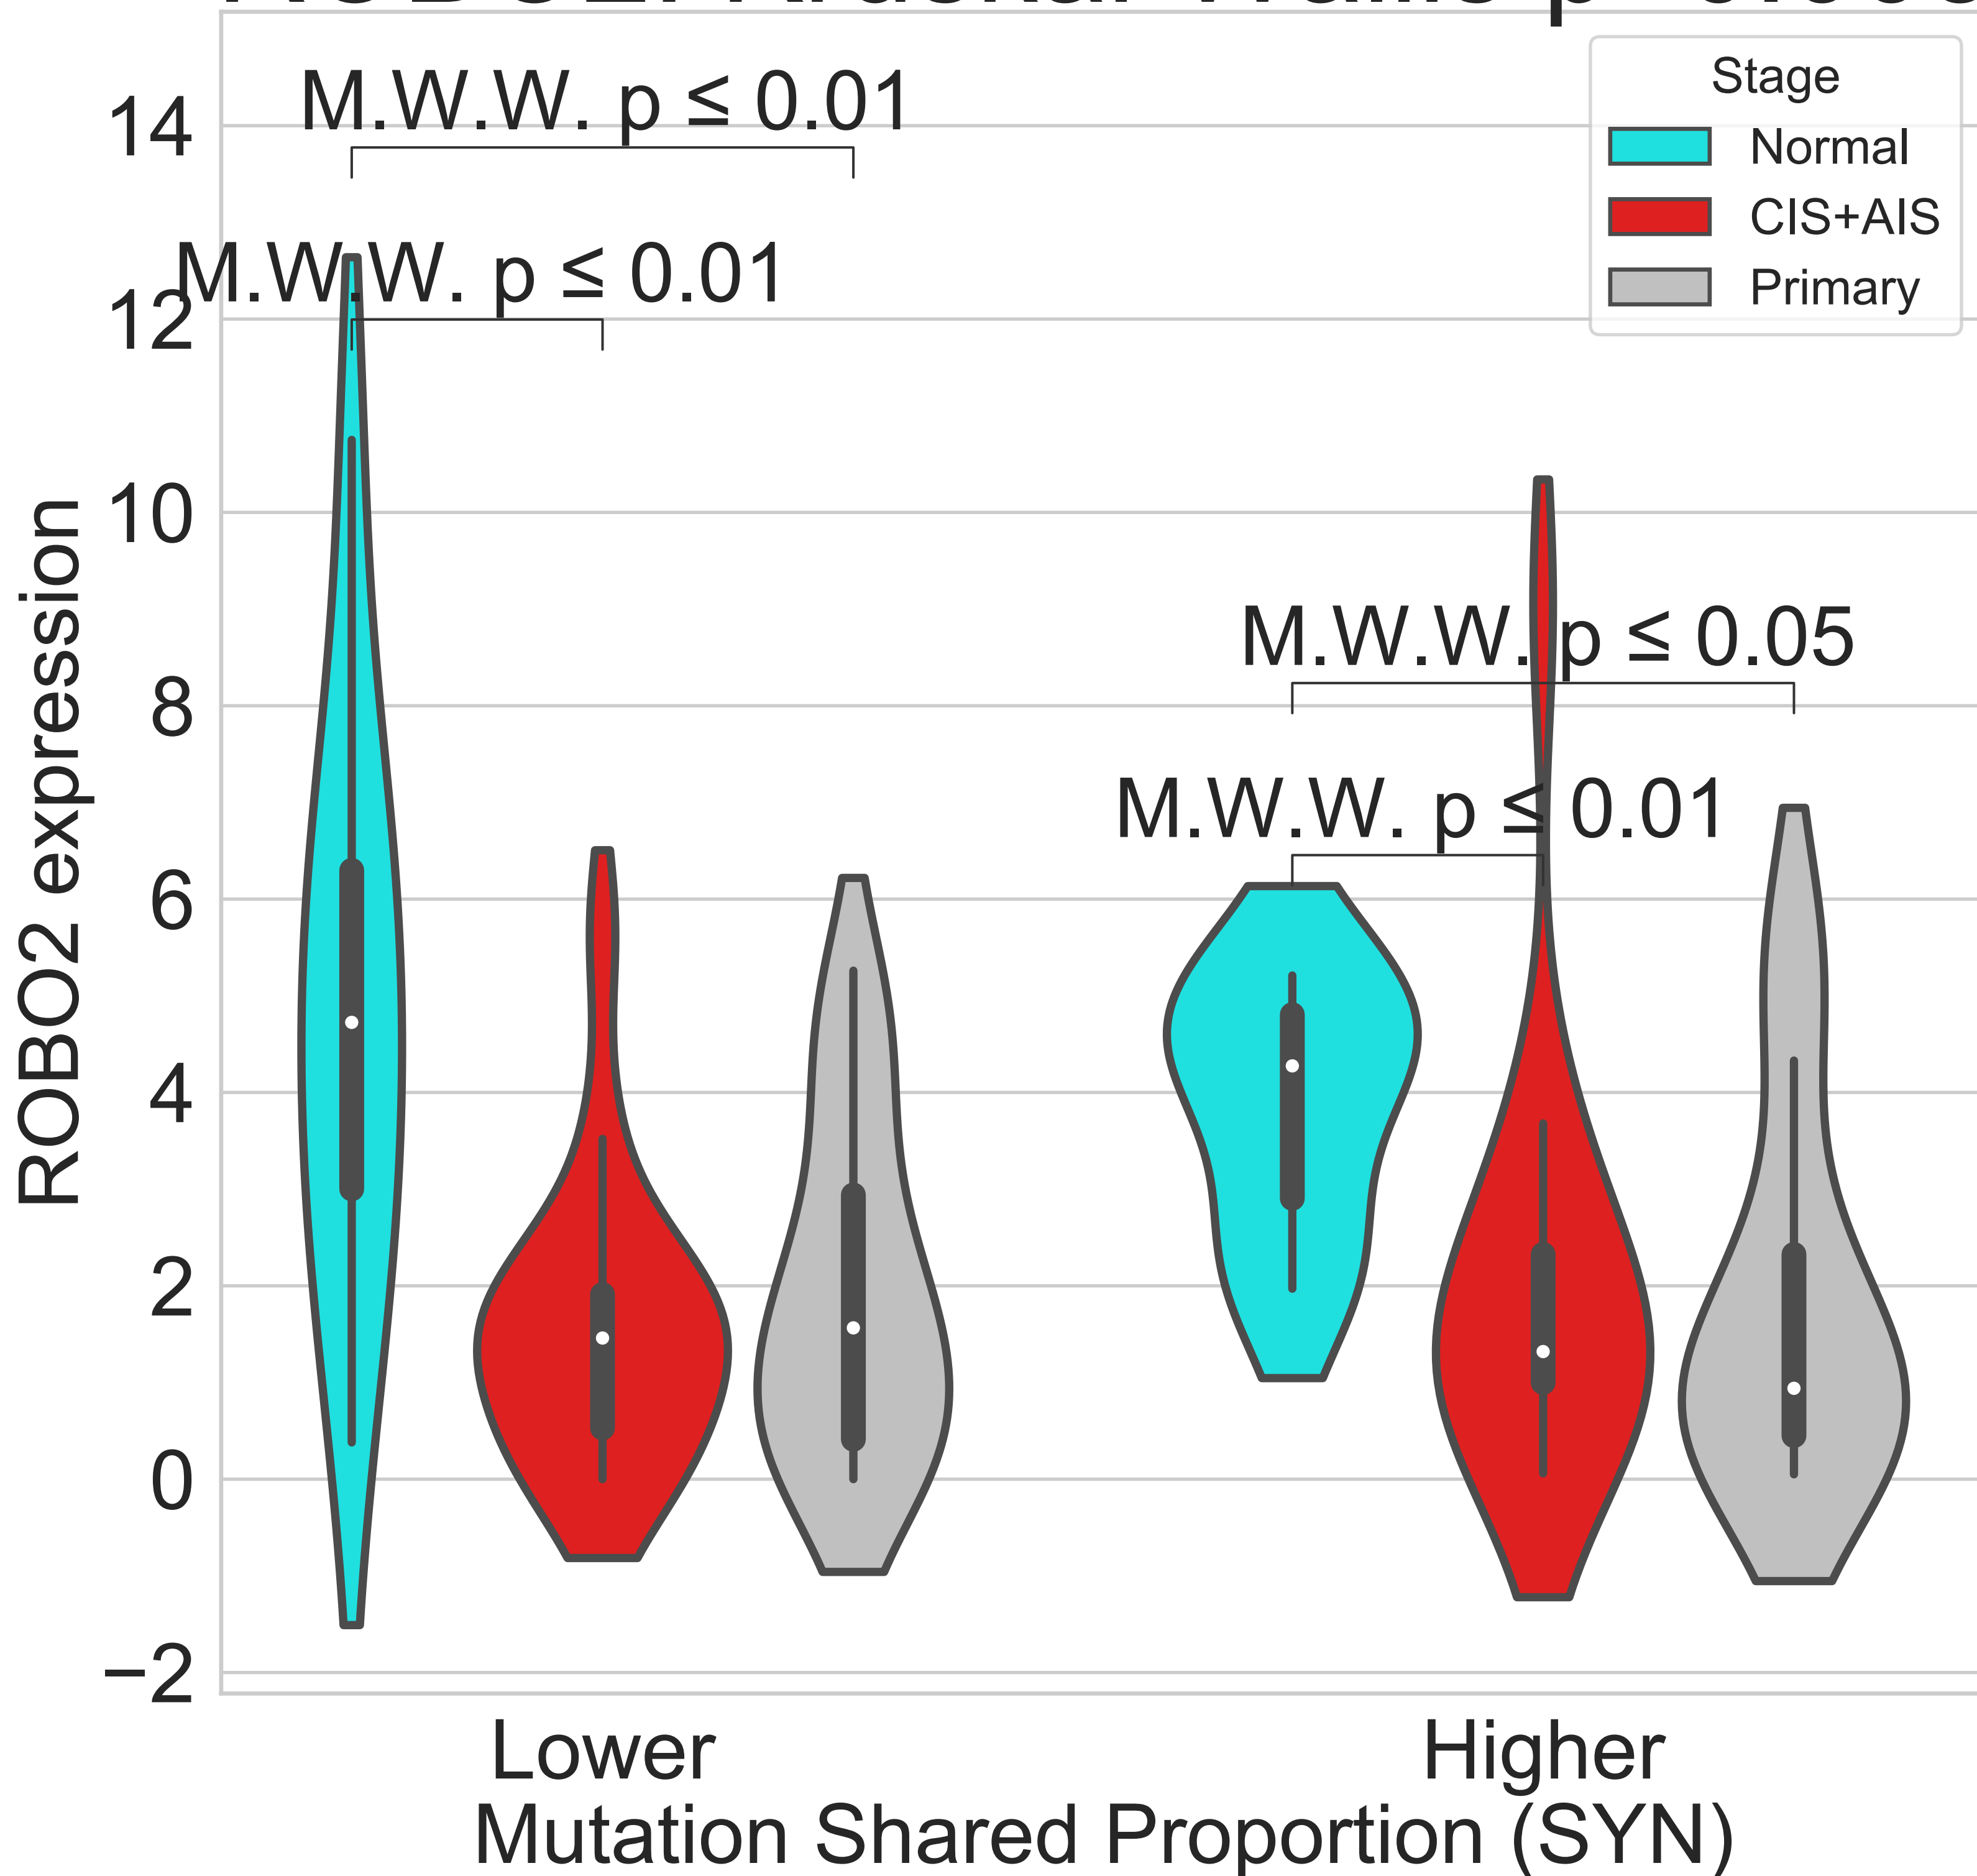 14
12
10
8
6
4
2
0
−2
ROBO2 expression
M.W.W. p ≤ 0.01
M.W.W. p ≤ 0.01
M.W.W. p ≤ 0.05
M.W.W. p ≤ 0.01
Stage
Normal
CIS+AIS
Primary
Lower
Higher
Mutation Shared Proportion (SYN)